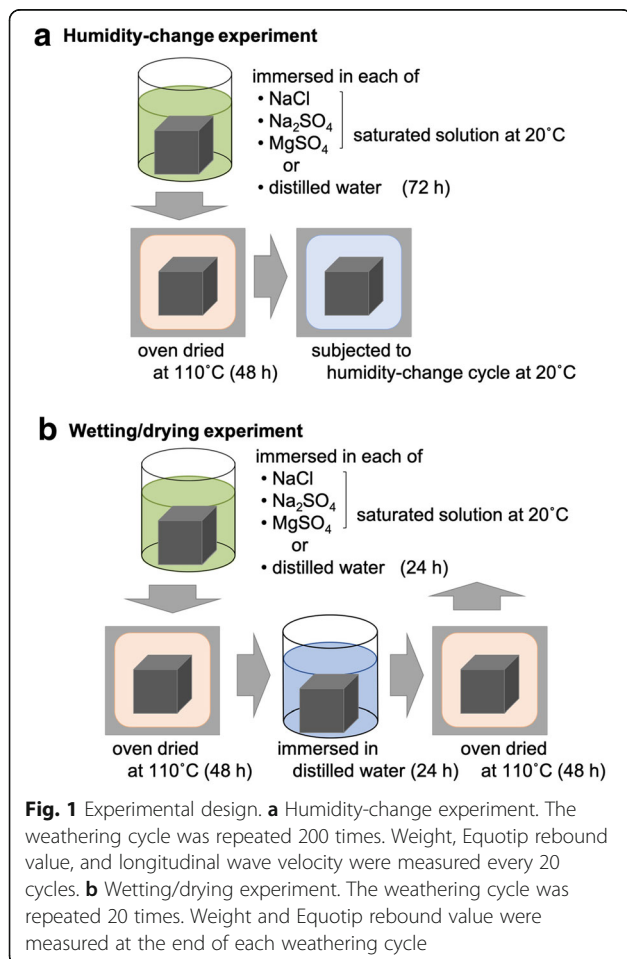 a Humidity-change experiment
immersed in each of
• NaCl
• Na₂SO₄
• MgSO₄
saturated solution at 20˚C
or
• distilled water (72 h)
oven dried
at 110˚C (48 h)
subjected to
humidity-change cycle at 20˚C
b Wetting/drying experiment
immersed in each of
• NaCl
• Na₂SO₄
• MgSO₄
saturated solution at 20˚C
or
• distilled water (24 h)
oven dried
at 110˚C (48 h)
immersed in
distilled water (24 h)
oven dried
at 110˚C (48 h)
Fig. 1 Experimental design. a Humidity-change experiment. The
weathering cycle was repeated 200 times. Weight, Equotip rebound
value, and longitudinal wave velocity were measured every 20
cycles. b Wetting/drying experiment. The weathering cycle was
repeated 20 times. Weight and Equotip rebound value were
measured at the end of each weathering cycle